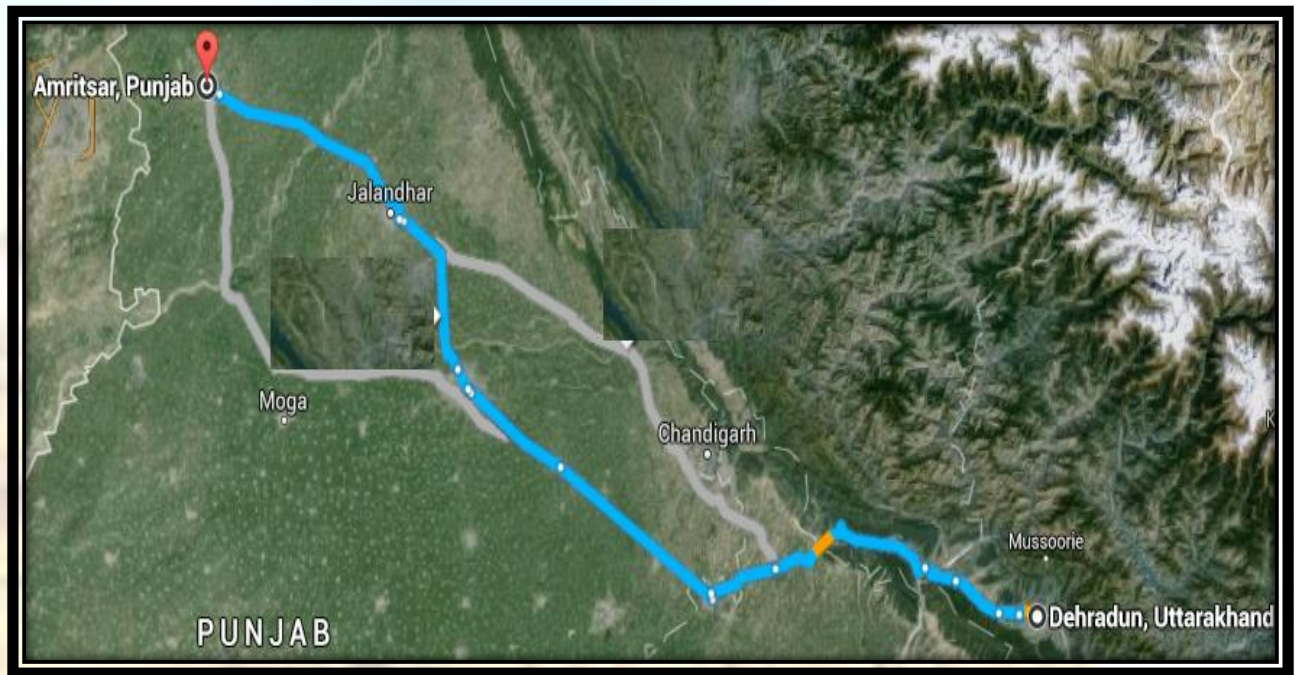 Amritsar, Punjab
Jalandhar
Moga
Chandigarh
Mussoorie
Dehradun, Uttarakhand
PUNJAB
K